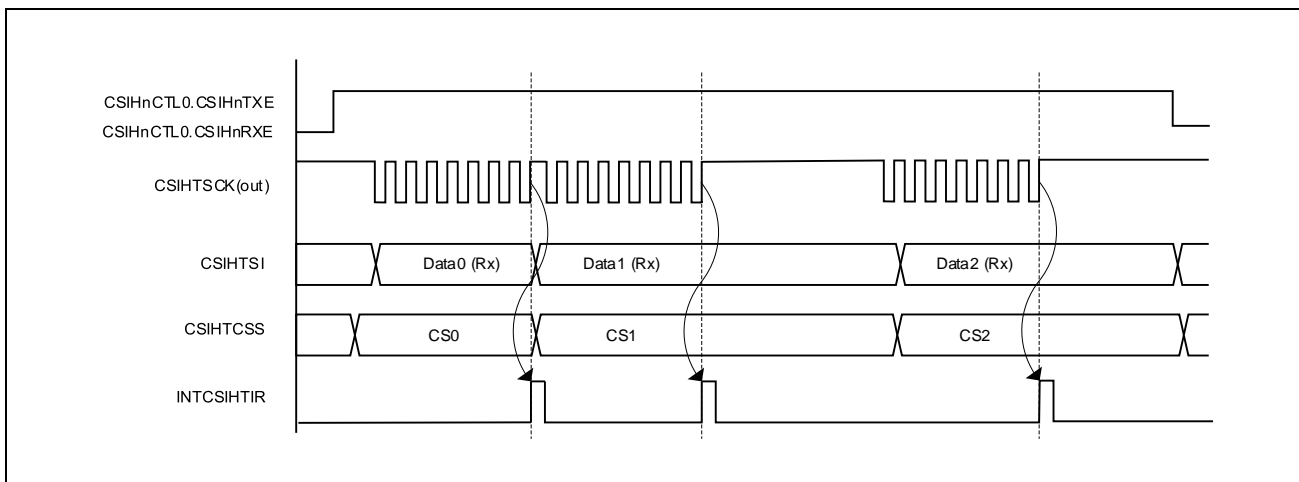 CSIHnCTL0.CSIHnTXE
CSIHnCTL0.CSIHnRXE
CSIHTSCK(out)
CSIHTSI
Data0 (Rx)
Data1 (Rx)
Data2 (Rx)
CSIHTCSS
CS0
CS1
CS2
INTCSIHTIR